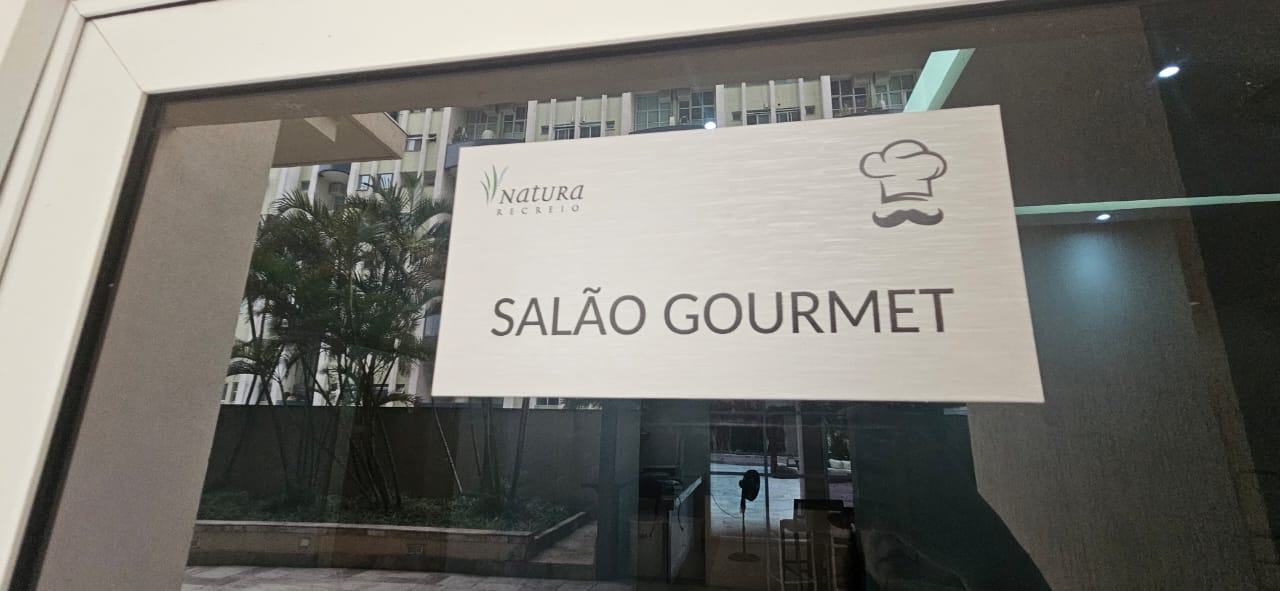 Natura
RECREIO
SALÃO GOURMET